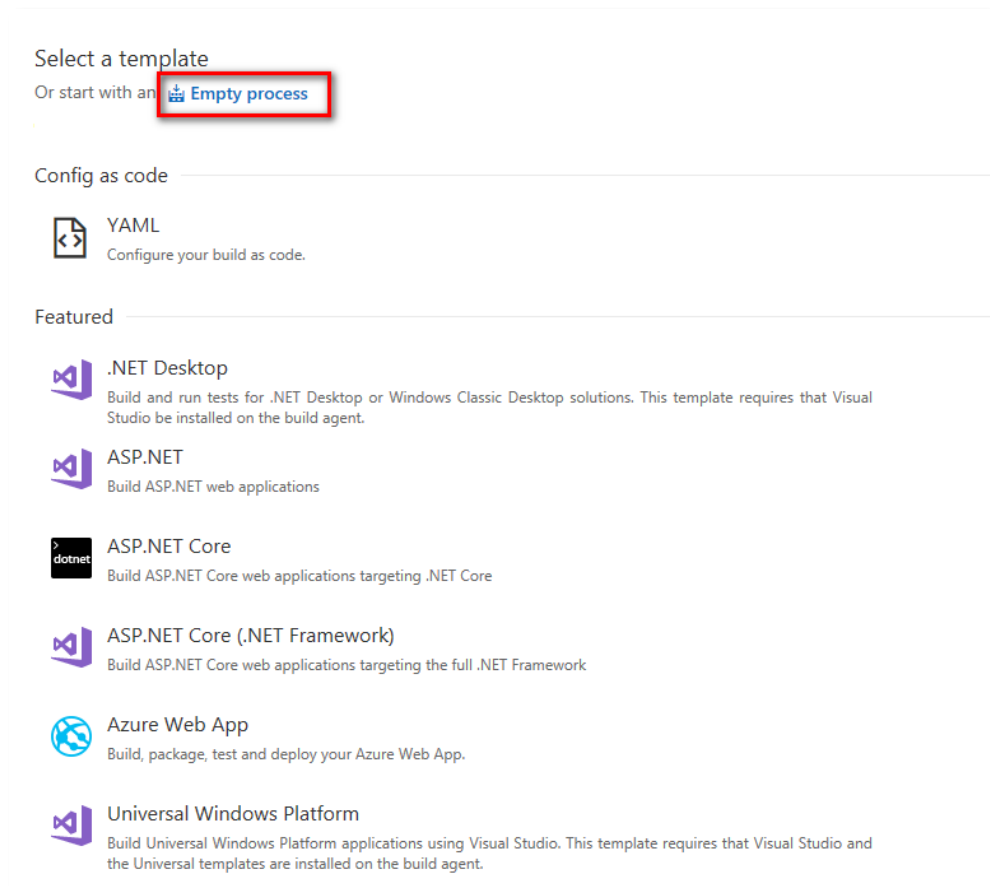 Select a template
Or start with an Empty process
Config as code
YAML
Configure your build as code.
Featured
.NET Desktop
Build and run tests for .NET Desktop or Windows Classic Desktop solutions. This template requires that Visual
Studio be installed on the build agent.
ASP.NET
Build ASP.NET web applications
>
dotnet
ASP.NET Core
Build ASP.NET Core web applications targeting .NET Core
ASP.NET Core (.NET Framework)
Build ASP.NET Core web applications targeting the full .NET Framework
Azure Web App
Build, package, test and deploy your Azure Web App.
Universal Windows Platform
Build Universal Windows Platform applications using Visual Studio. This template requires that Visual Studio and
the Universal templates are installed on the build agent.